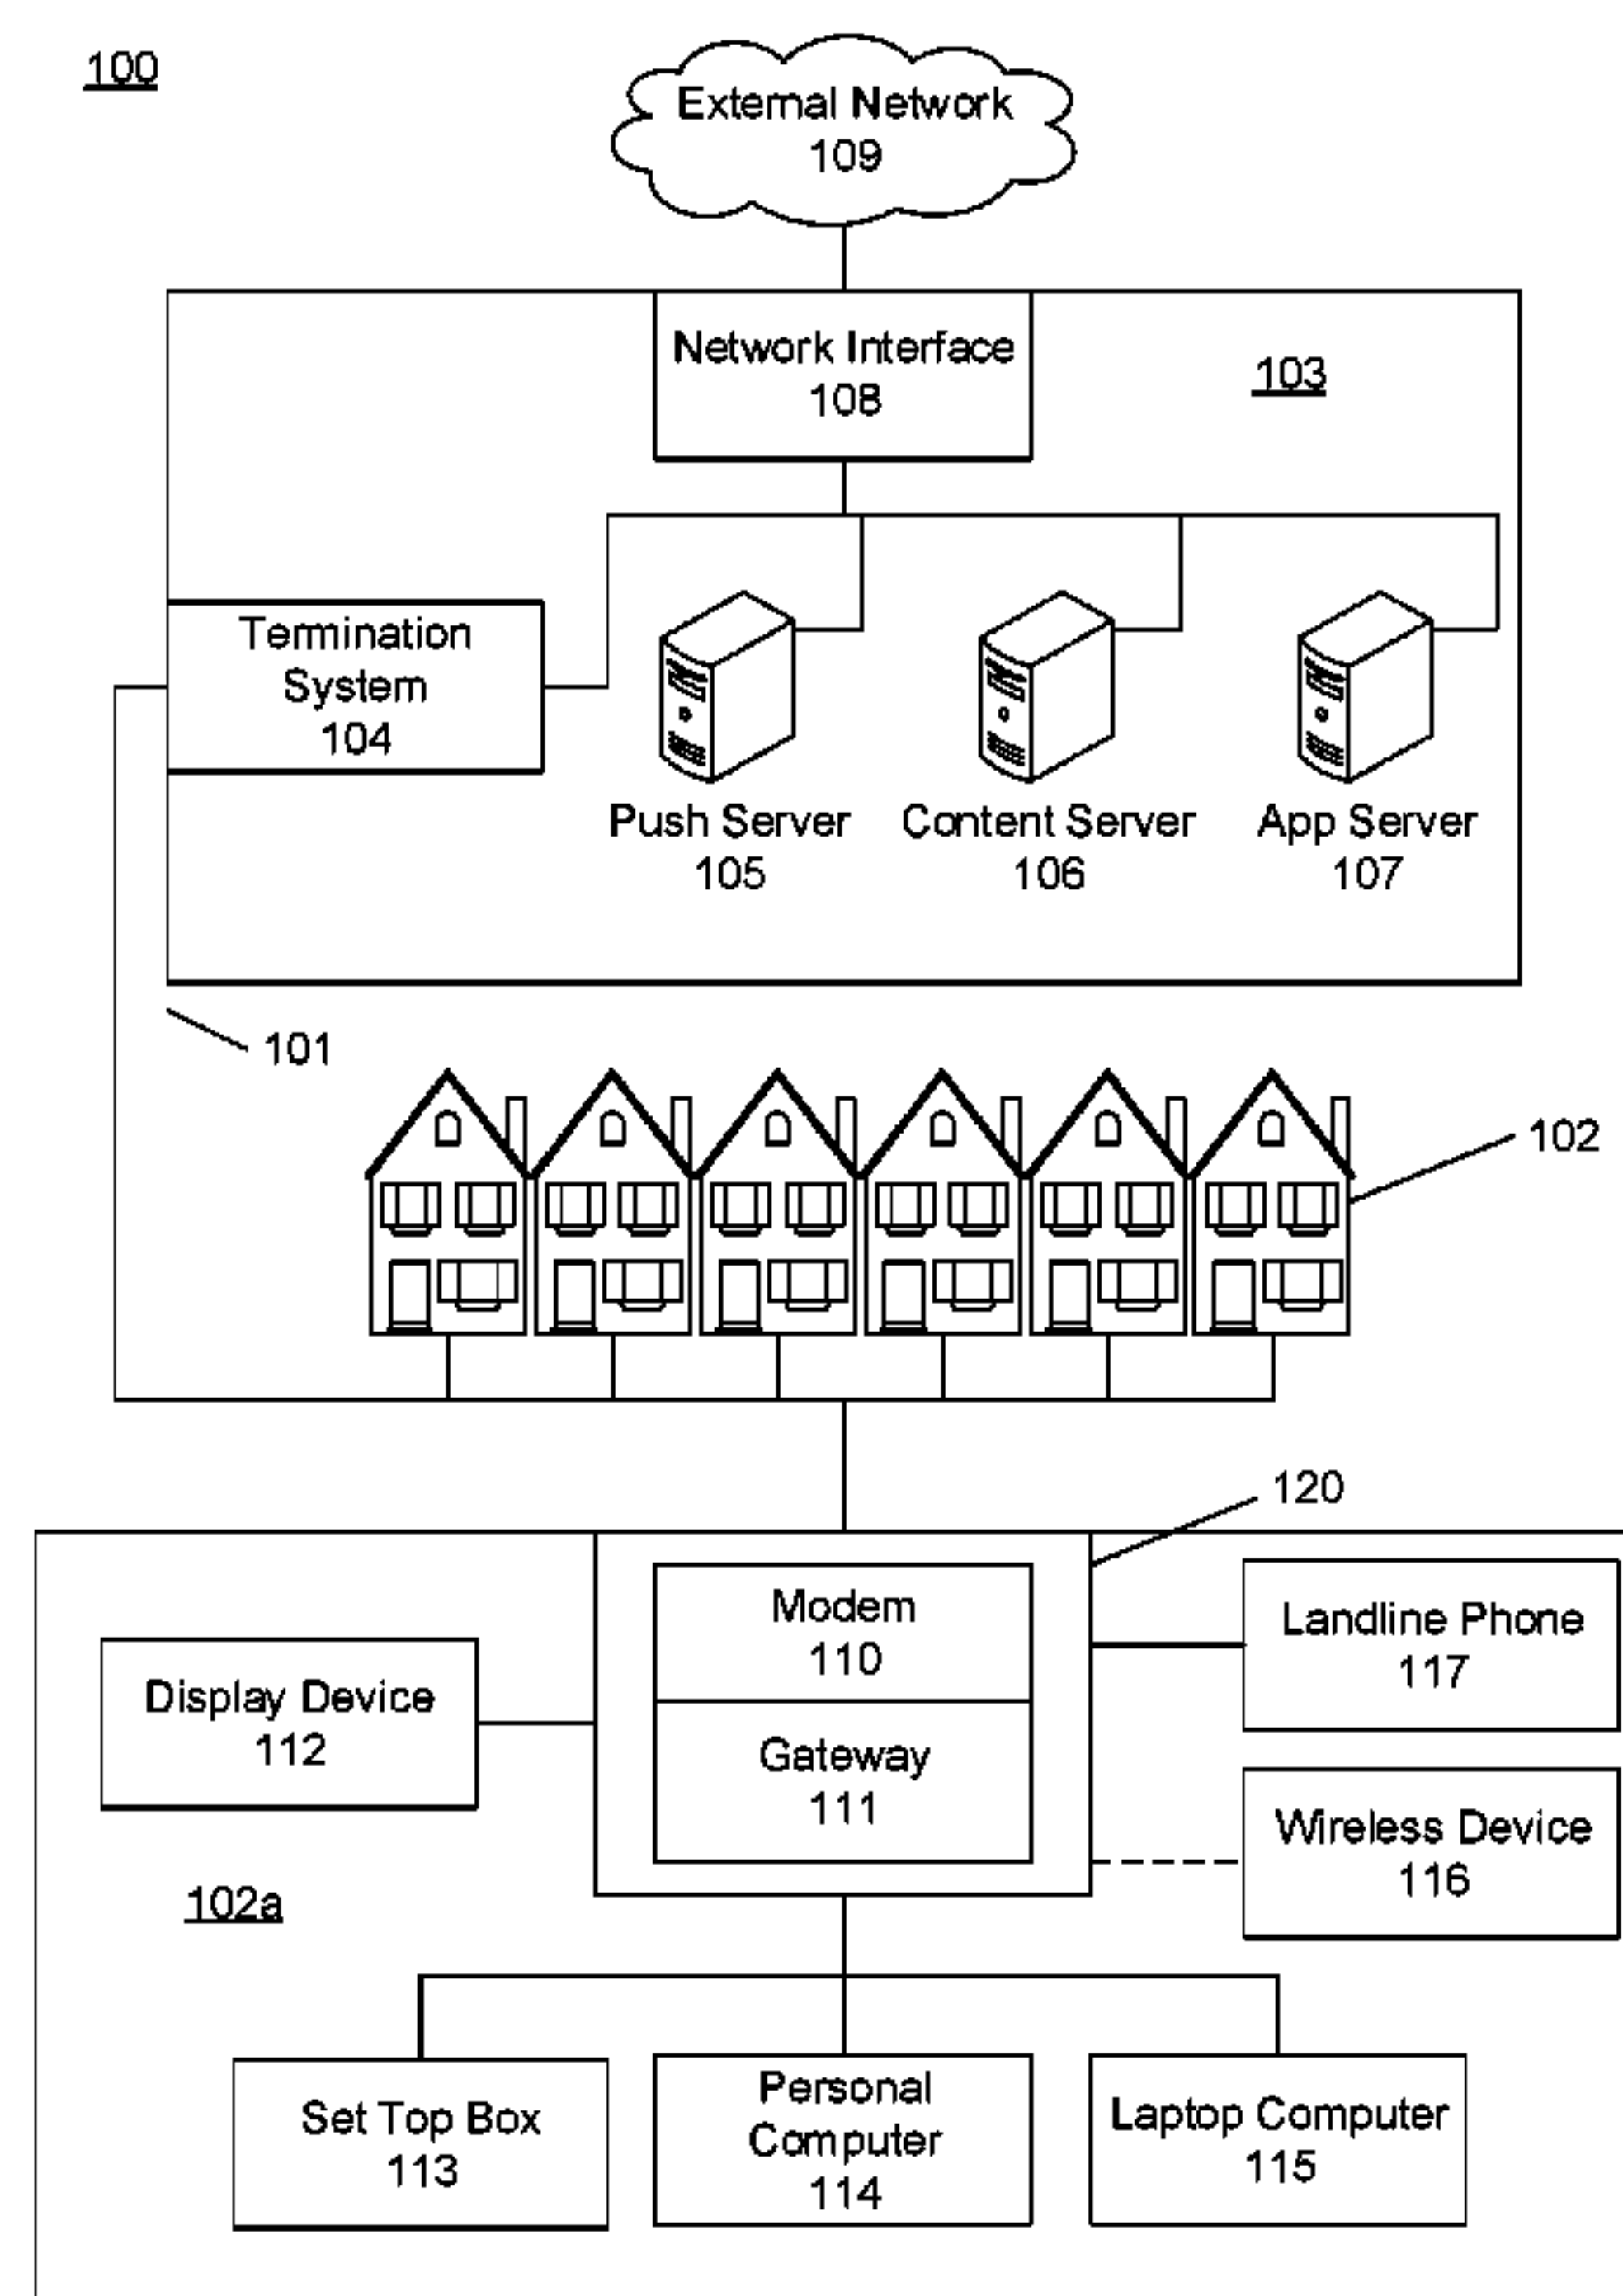 100
External Network
109
Network Interface
108
103
Termination
System
104
Push Server
105
Content Server
106
App Server
107
101
102
120
Modem
110
Landline Phone
117
Display Device
112
Gateway
111
Wireless Device
116
102a
Set Top Box
113
Personal
Computer
114
Laptop Computer
115